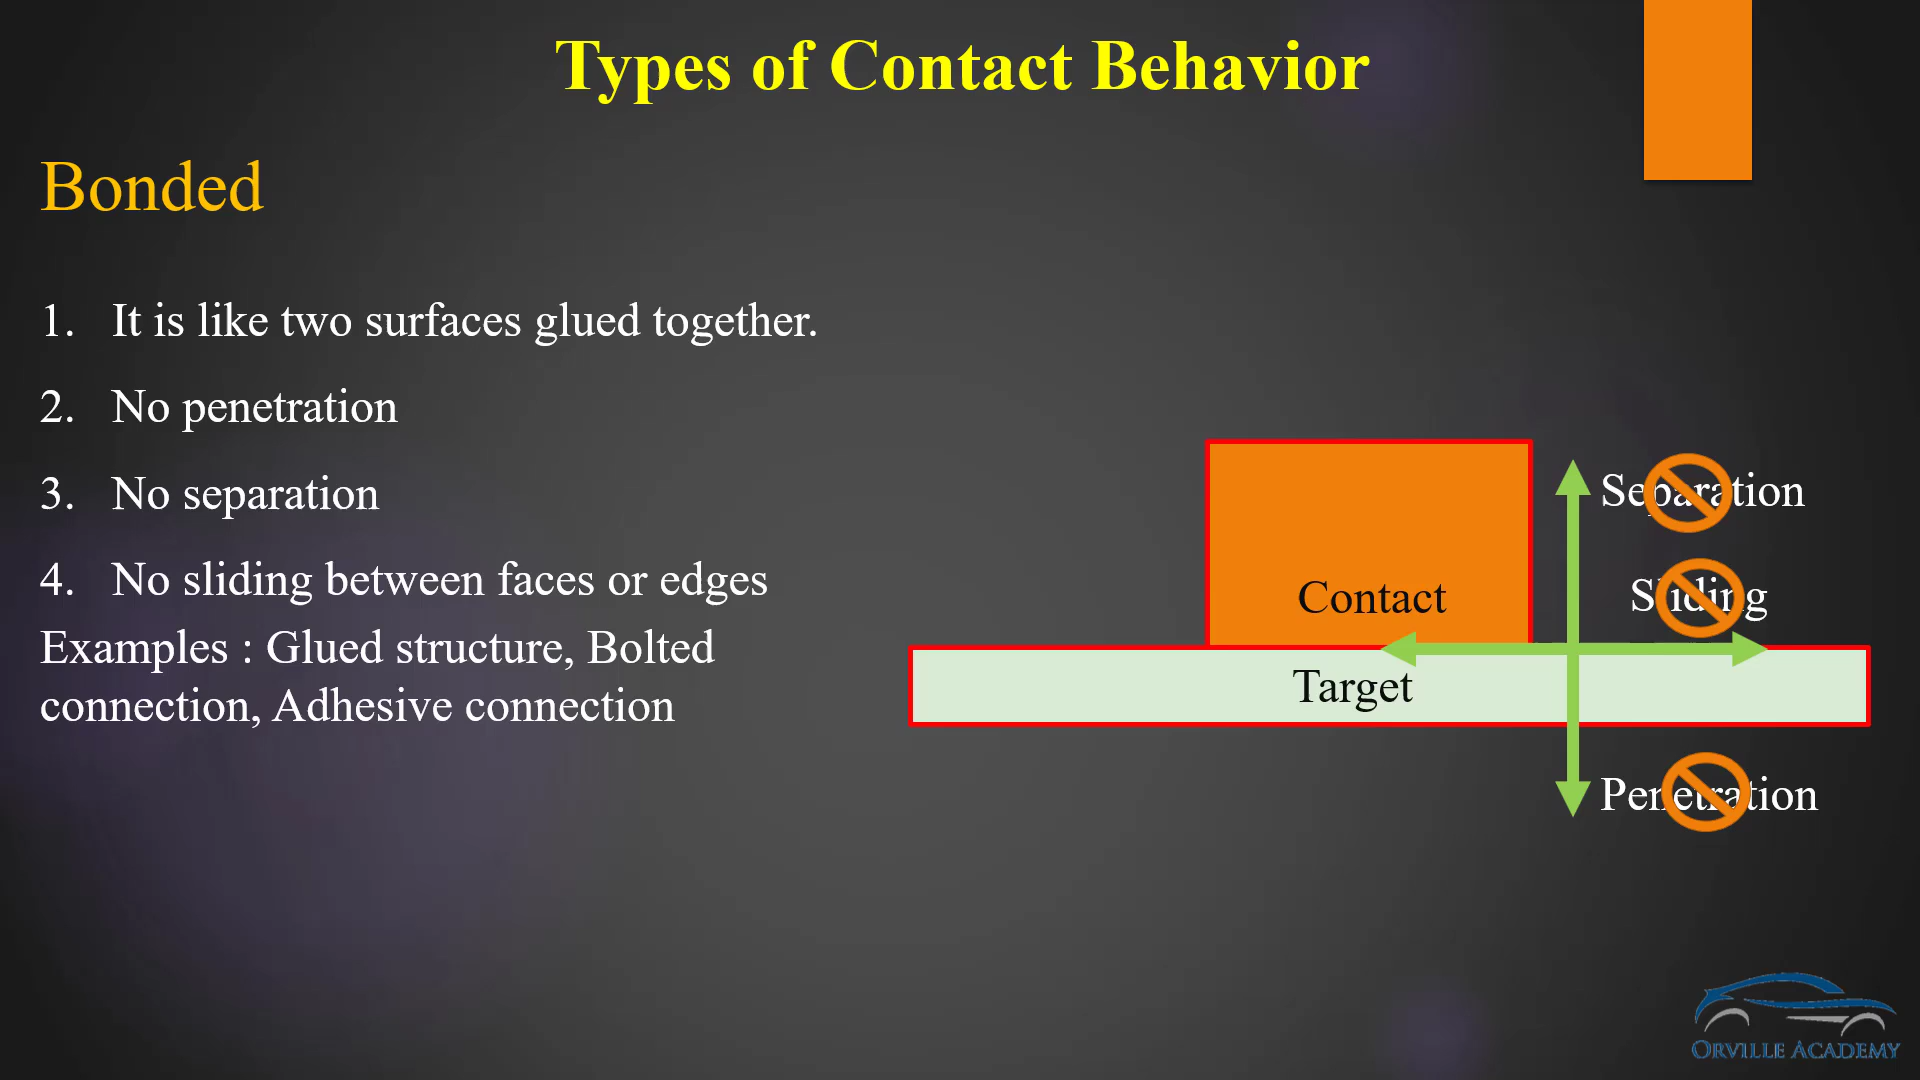 Types of Contact Behavior
Bonded
1. It is like two surfaces glued together.
2. No penetration
3. No separation
4. No sliding between faces or edges
Examples : Glued structure, Bolted
connection, Adhesive connection
Separation
Contact
Sliding
Target
Penetration
ORVILLE ACADEMY